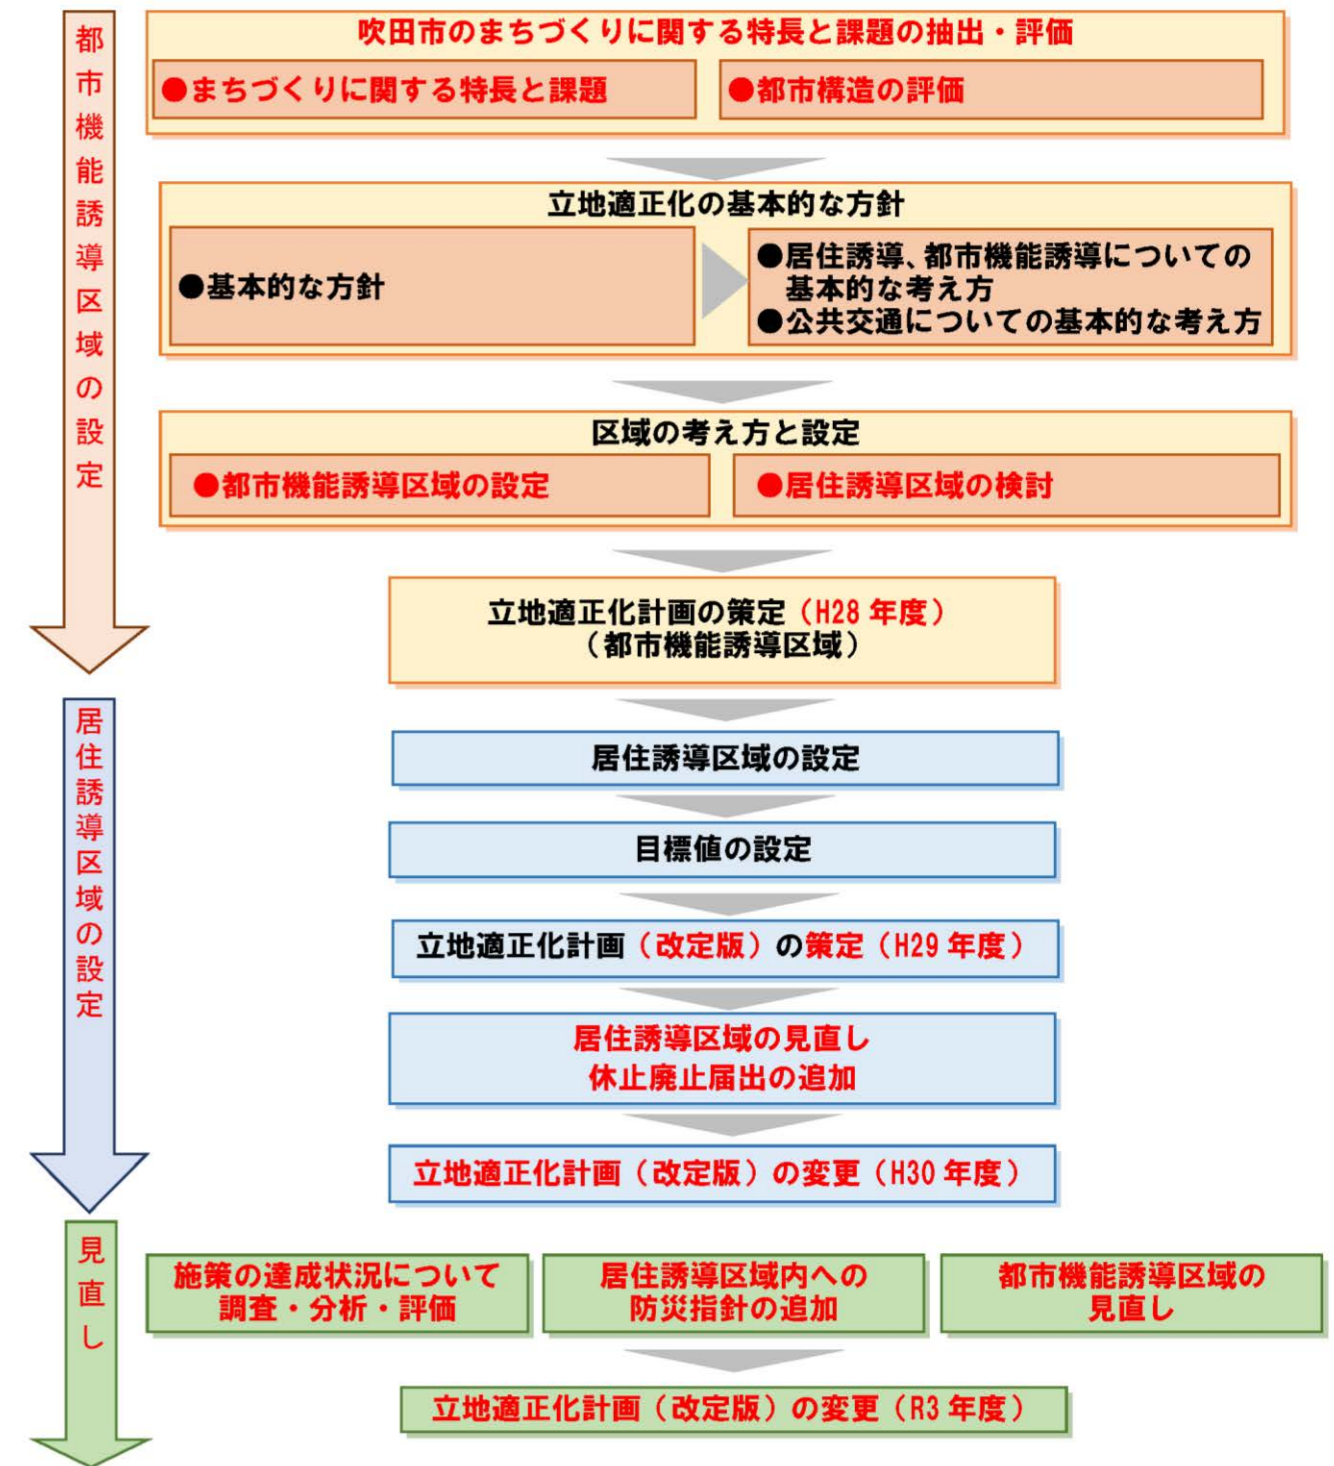 都市機能誘導区域の設定
吹田市のまちづくりに関する特長と課題の抽出・評価
●まちづくりに関する特長と課題
●都市構造の評価
立地適正化の基本的な方針
●基本的な方針
●居住誘導、都市機能誘導についての
基本的な考え方
●公共交通についての基本的な考え方
区域の考え方と設定
●都市機能誘導区域の設定
●居住誘導区域の検討
立地適正化計画の策定（H28 年度）
（都市機能誘導区域）
居住誘導区域の設定
居住誘導区域の設定
目標値の設定
立地適正化計画（改定版）の策定（H29 年度）
居住誘導区域の見直し
休止廃止届出の追加
立地適正化計画（改定版）の変更（H30 年度）
見直し
施策の達成状況について
調査・分析・評価
居住誘導区域内への
防災指針の追加
都市機能誘導区域の
見直し
立地適正化計画（改定版）の変更（R3 年度）